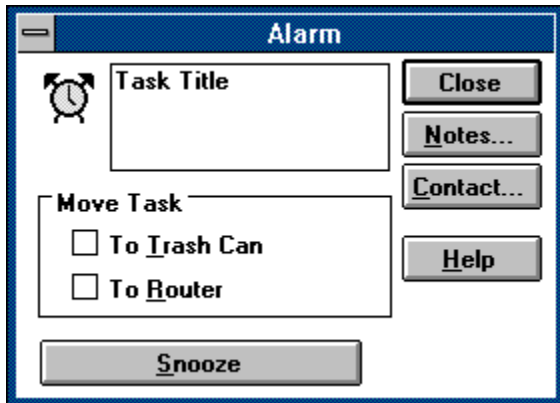 Alarm
Task Title
Close
Notes...
Contact...
Move Task
To Trash Can
To Router
Help
Snooze